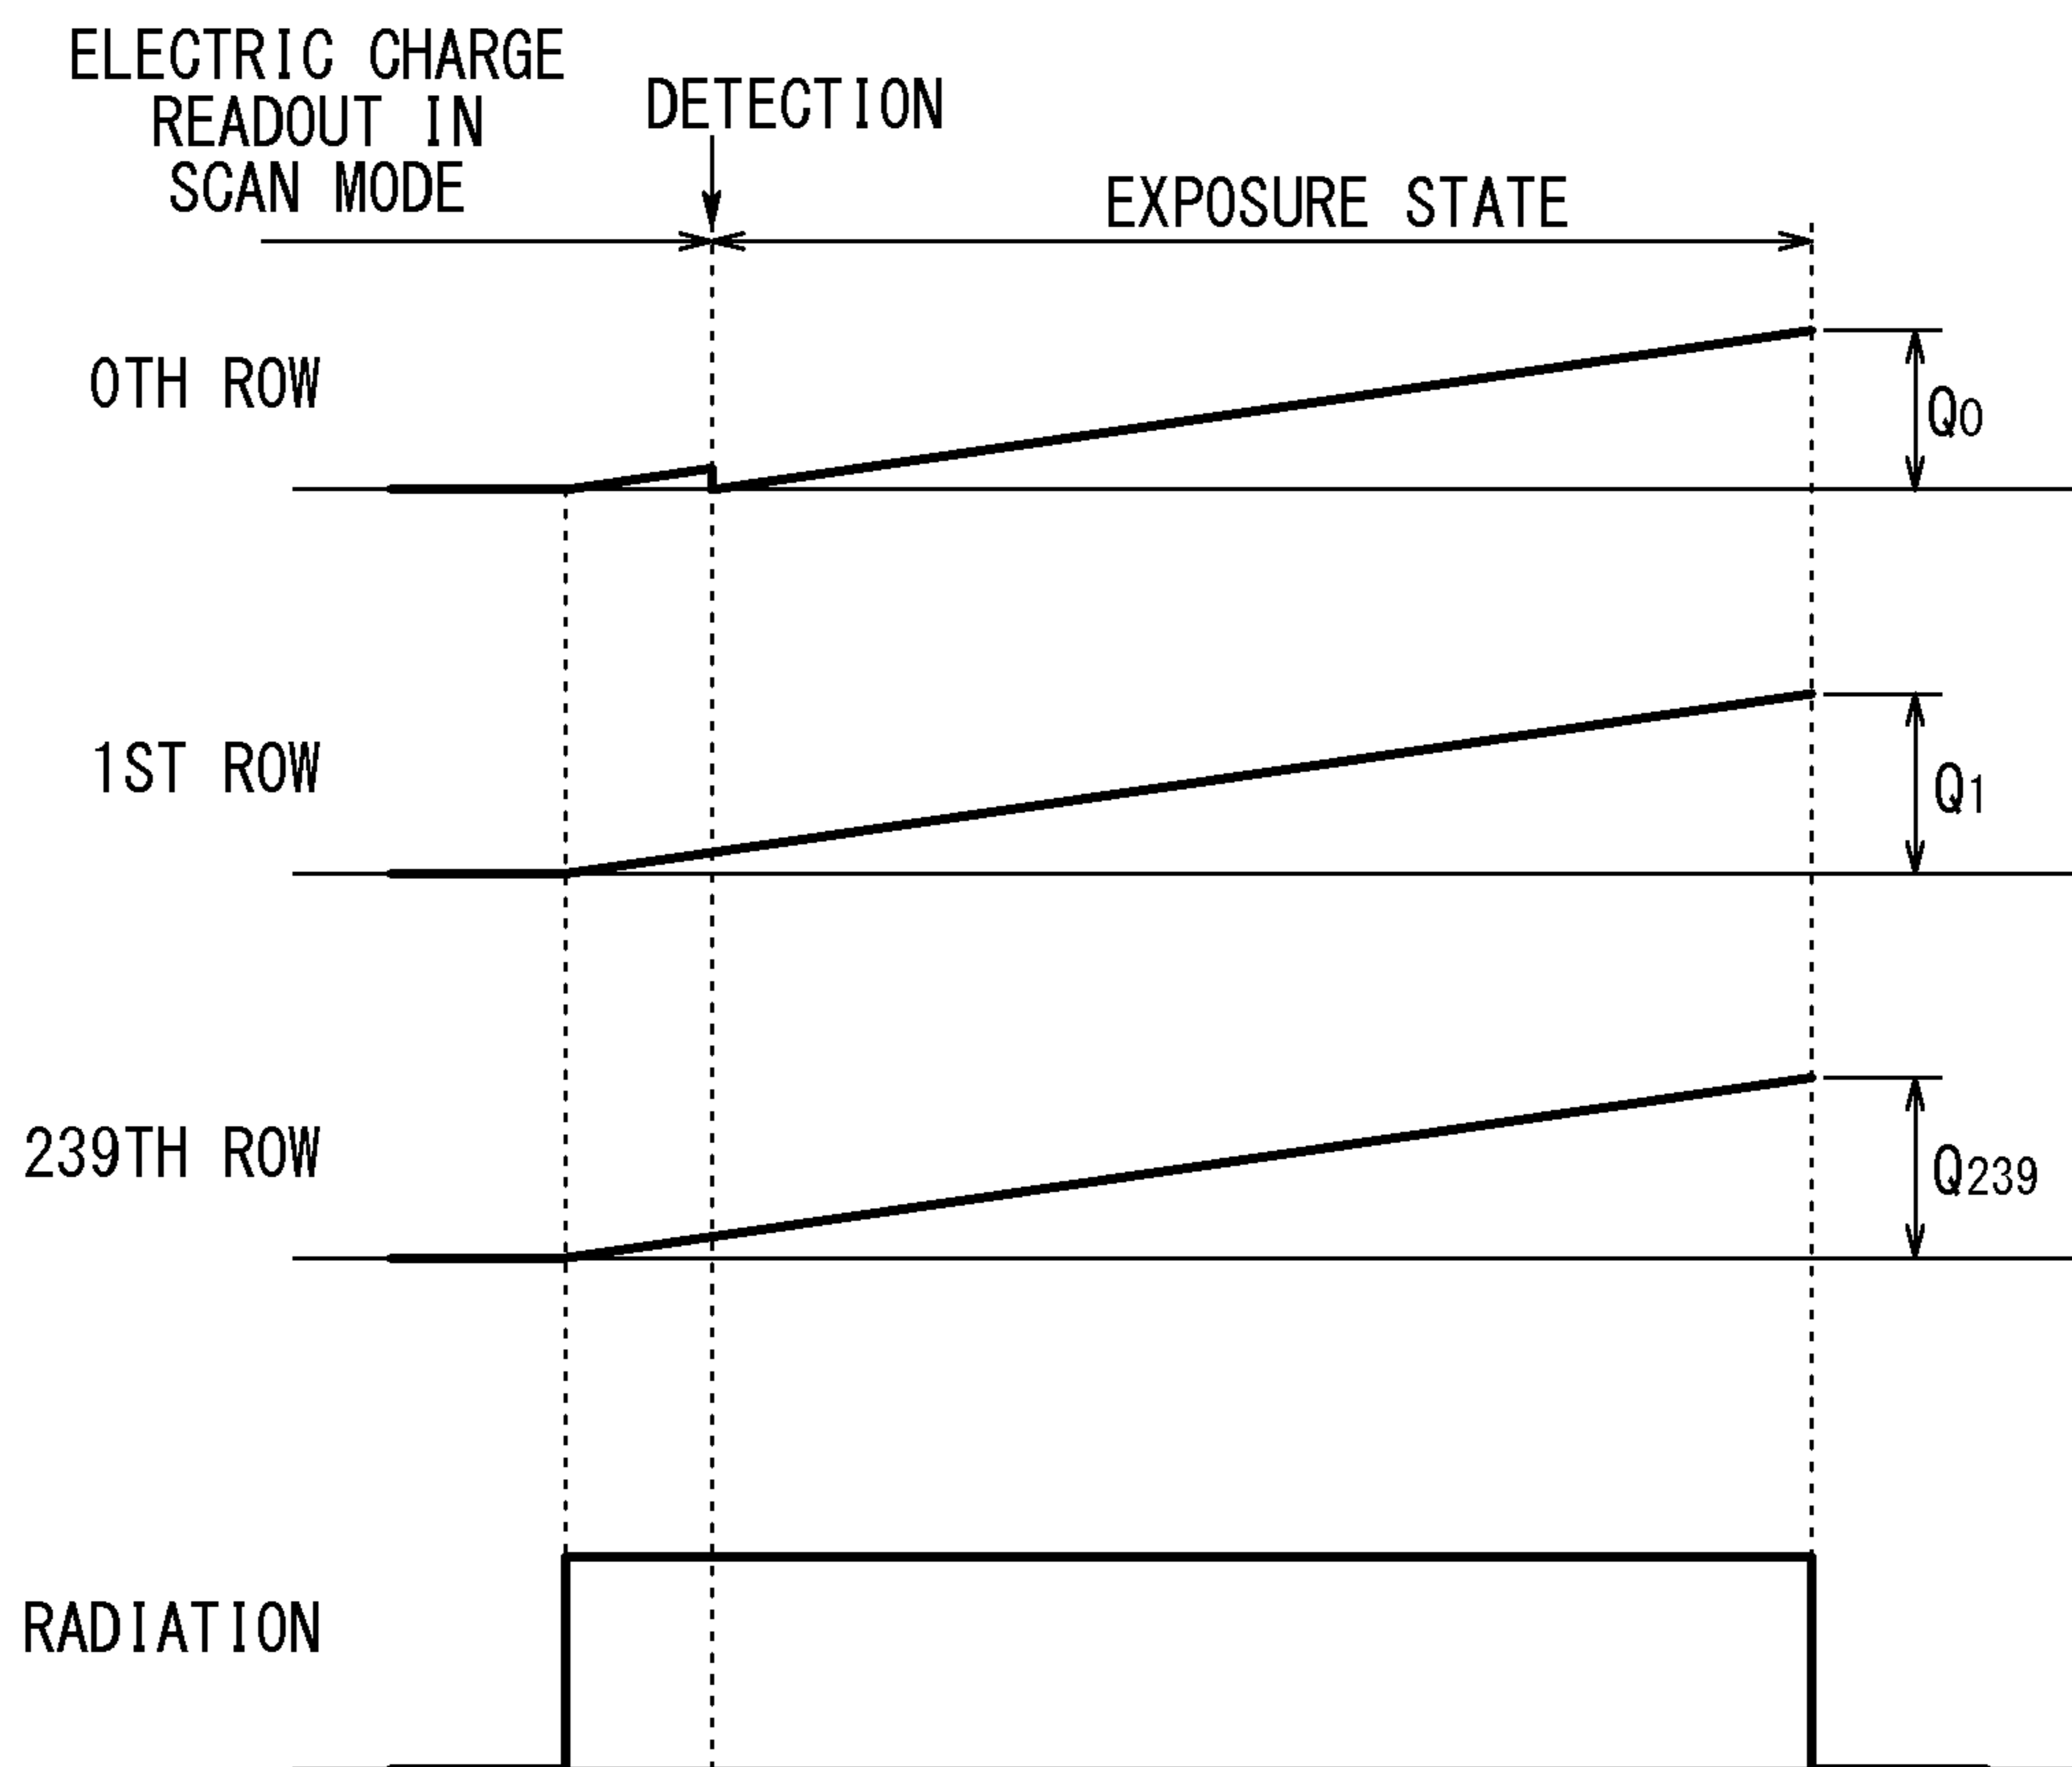 ELECTRIC CHARGE
READOUT IN
SCAN MODE
DETECTION
EXPOSURE STATE
0TH ROW
Q0
1ST ROW
Q1
239TH ROW
Q239
RADIATION